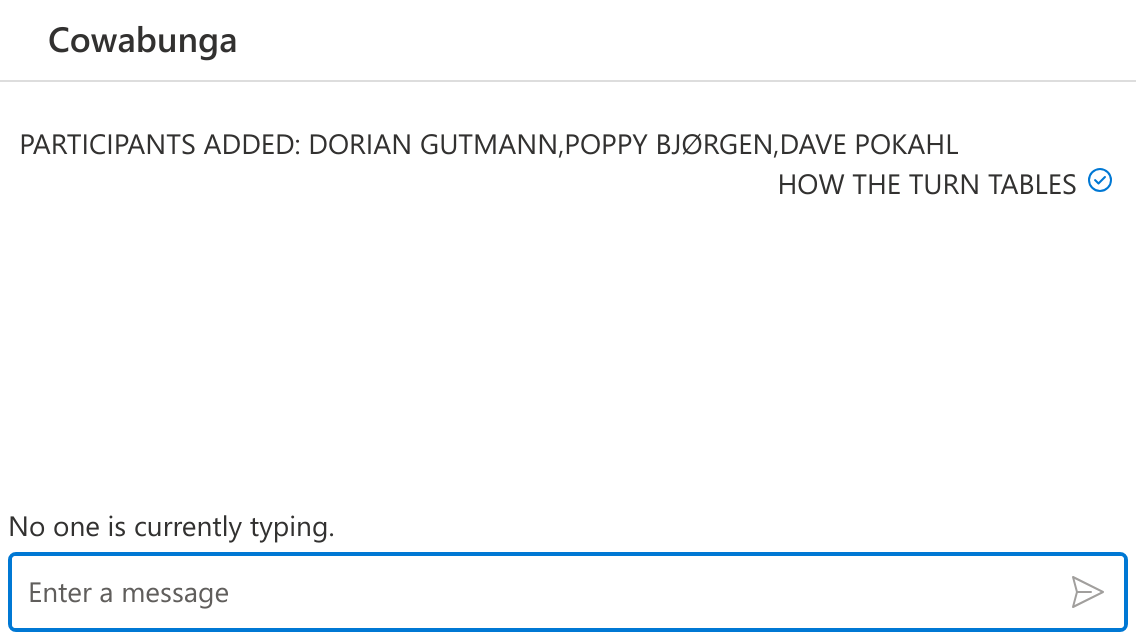 Cowabunga
PARTICIPANTS ADDED: DORIAN GUTMANN,POPPY BJØRGEN,DAVE POKAHL
HOW THE TURN TABLES
No one is currently typing.
Enter a message